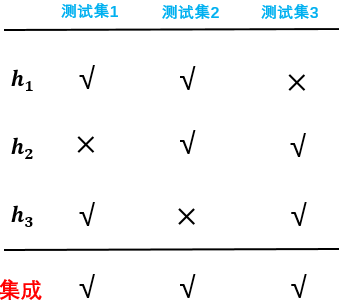 测试集1 测试集2 测试集3
h₁ √ √ ×
h₂ × √ √
h₃ √ × √
集成 √ √ √